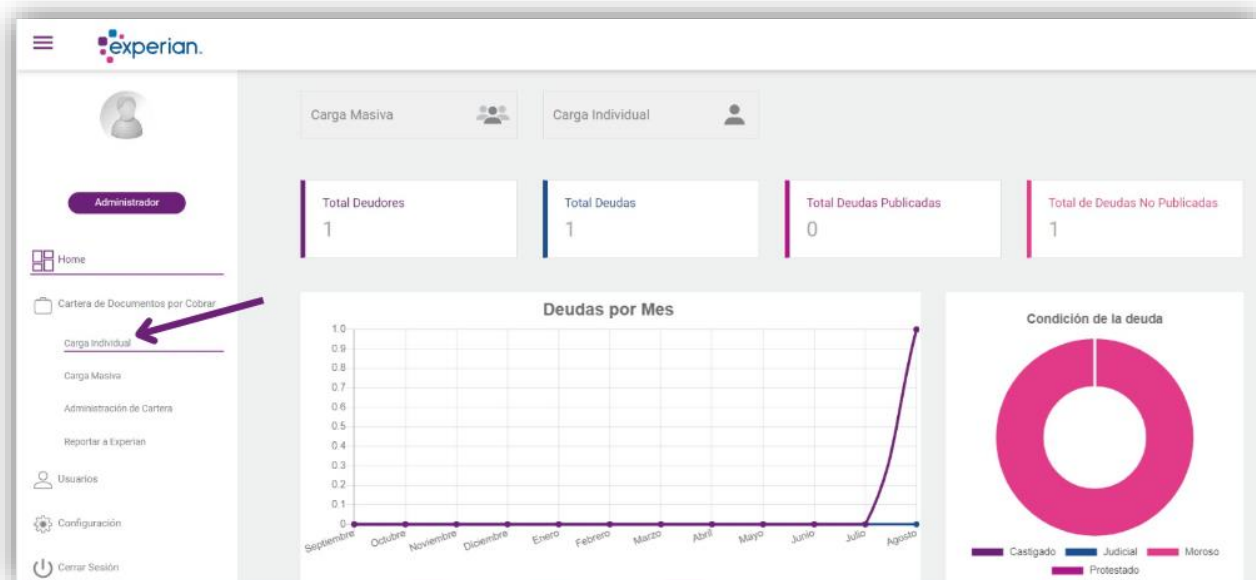 experian.
Administrador
Home
Cartera de Documentos por Cobrar
Carga Individual
Carga Masiva
Administración de Cartera
Reportar a Experian
Usuarios
Configuración
Cerrar Sesión
Carga Masiva
Carga Individual
Total Deudores
1
Total Deudas
1
Total Deudas Publicadas
0
Total de Deudas No Publicadas
1
Deudas por Mes
1.0
0.9
0.8
0.7
0.6
0.5
0.4
0.3
0.2
0.1
0
Septiembre Octubre Noviembre Diciembre Enero Febrero Marzo Abril Mayo Junio Julio Agosto
Condición de la deuda
Castigado Judicial Moroso
Protestado